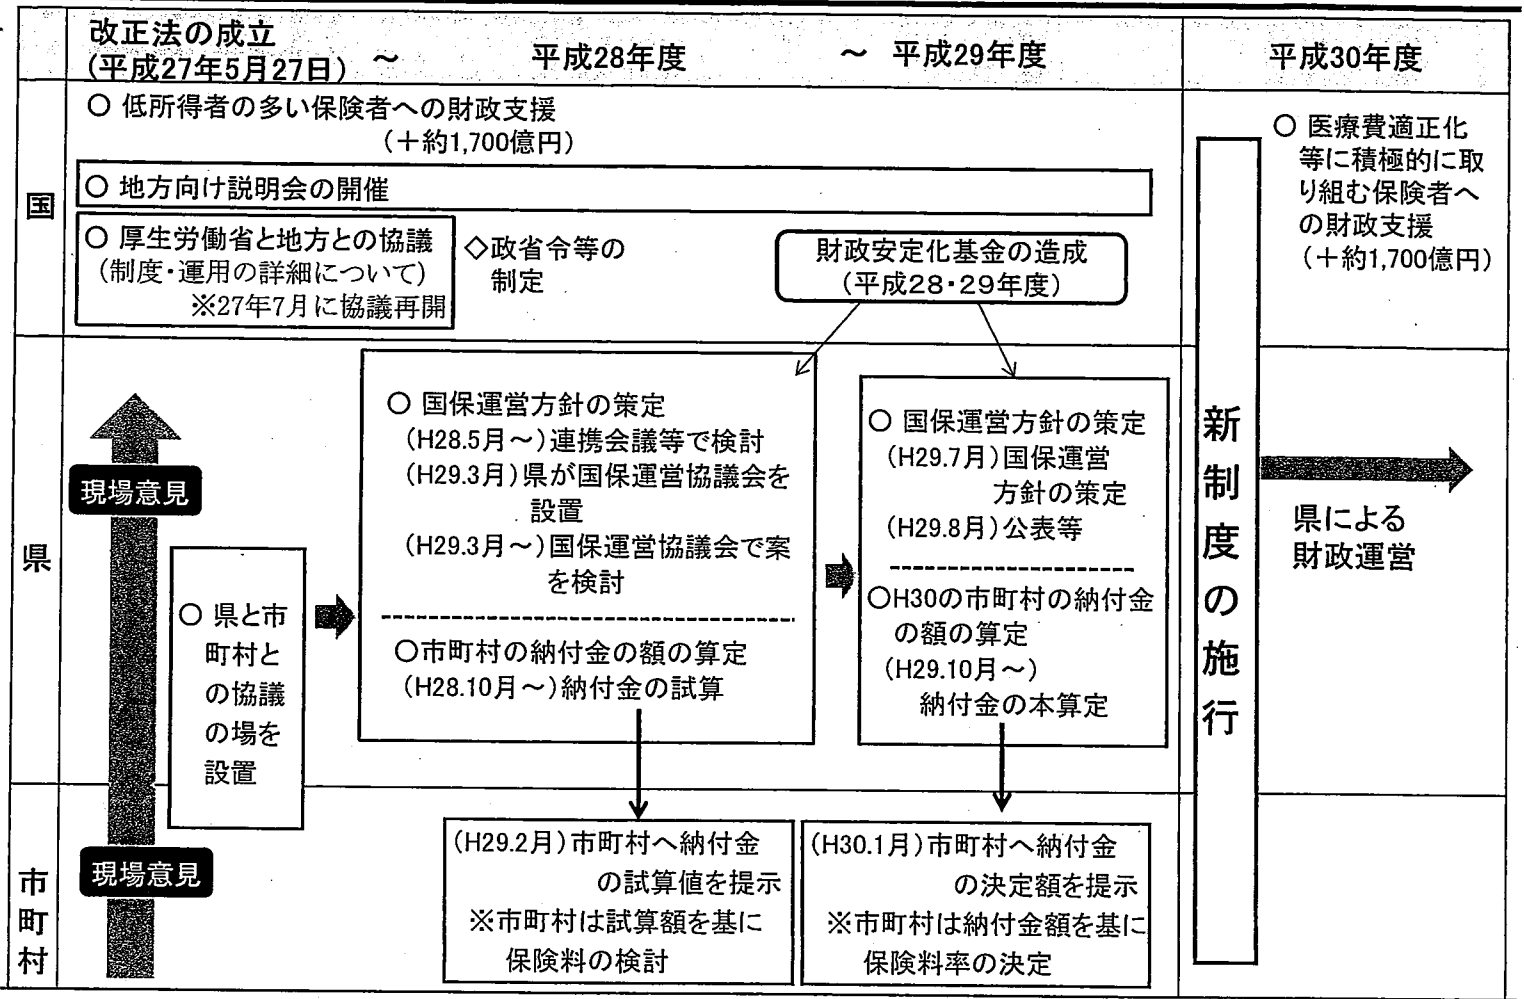 改正法の成立
(平成27年5月27日) ～ 平成28年度 ～ 平成29年度 平成30年度
国
○ 低所得者の多い保険者への財政支援
(＋約1,700億円)
○ 地方向け説明会の開催
○ 厚生労働省と地方との協議
(制度・運用の詳細について)
※27年7月に協議再開
◇政省令等の
制定
財政安定化基金の造成
(平成28・29年度)
○ 医療費適正化
等に積極的に取
り組む保険者へ
の財政支援
(＋約1,700億円)
県
現場意見
○ 県と市
町村と
の協議
の場を
設置
○ 国保運営方針の策定
(H28.5月～)連携会議等で検討
(H29.3月)県が国保運営協議会を
設置
(H29.3月～)国保運営協議会で案
を検討
○市町村の納付金の額の算定
(H28.10月～)納付金の試算
○ 国保運営方針の策定
(H29.7月)国保運営
方針の策定
(H29.8月)公表等
○H30の市町村の納付金
の額の算定
(H29.10月～)
納付金の本算定
新制度の施行
県による
財政運営
市町村
現場意見
(H29.2月)市町村へ納付金
の試算値を提示
※市町村は試算額を基に
保険料の検討
(H30.1月)市町村へ納付金
の決定額を提示
※市町村は納付金額を基に
保険料率の決定